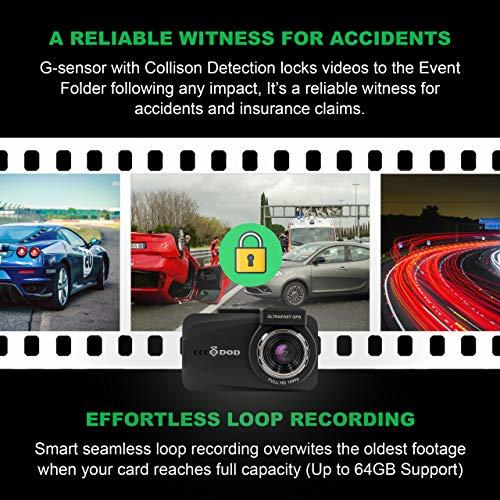 A RELIABLE WITNESS FOR ACCIDENTS
G-sensor with Collison Detection locks videos to the Event
Folder following any impact, It’s a reliable witness for
accidents and insurance claims.
ULTRAFAST GPS
DOD
FULL HD 1080p
EFFORTLESS LOOP RECORDING
Smart seamless loop recording overwites the oldest footage
when your card reaches full capacity (Up to 64GB Support)